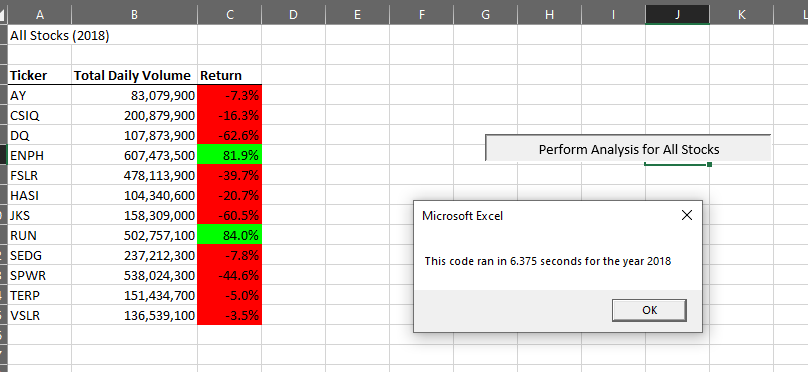 A B C D E F G H I J K L
All Stocks (2018)
Ticker Total Daily Volume Return
AY 83,079,900 -7.3%
CSIQ 200,879,900 -16.3%
DQ 107,873,900 -62.6%
Perform Analysis for All Stocks
ENPH 607,473,500 81.9%
FSLR 478,113,900 -39.7%
HASI 104,340,600 -20.7%
JKS 158,309,000 -60.5%
Microsoft Excel
RUN 502,757,100 84.0%
SEDG 237,212,300 -7.8%
This code ran in 6.375 seconds for the year 2018
SPWR 538,024,300 -44.6%
TERP 151,434,700 -5.0%
OK
VSLR 136,539,100 -3.5%